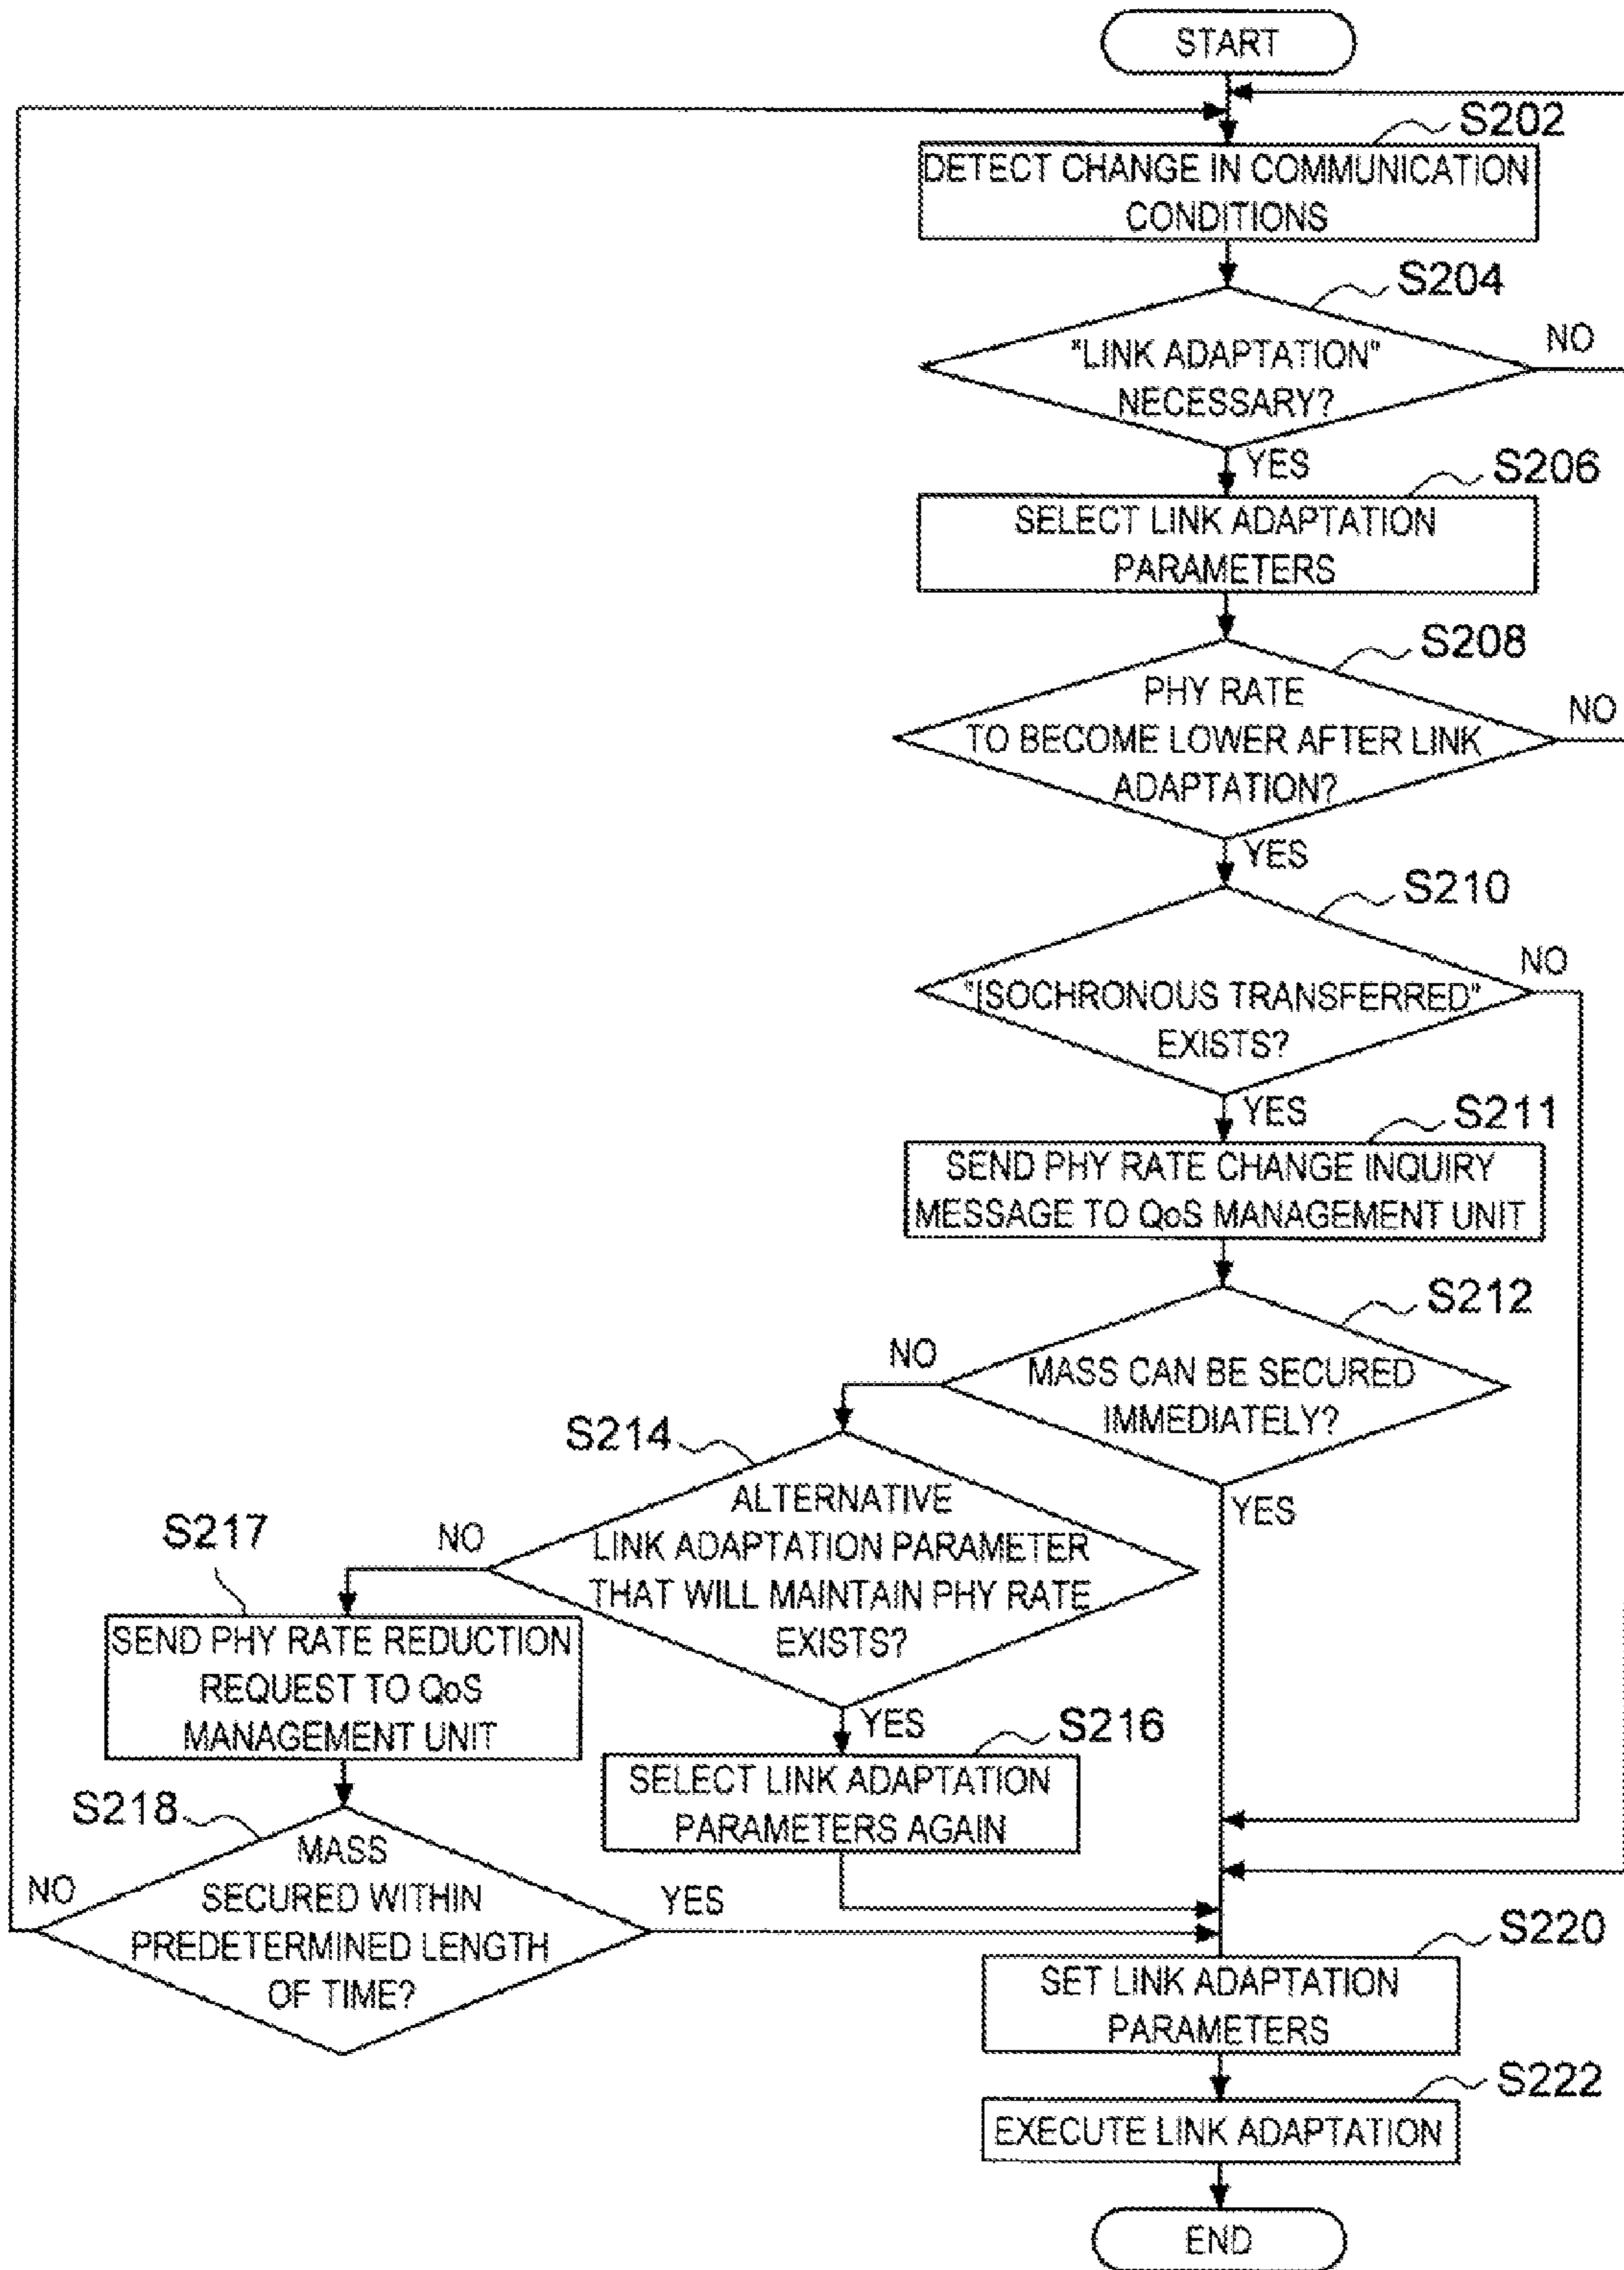 START
S202
DETECT CHANGE IN COMMUNICATION
CONDITIONS
S204
"LINK ADAPTATION"
NECESSARY?
NO
YES
S206
SELECT LINK ADAPTATION
PARAMETERS
S208
PHY RATE
TO BECOME LOWER AFTER LINK
ADAPTATION?
NO
YES
S210
"ISOCHRONOUS TRANSFERRED"
EXISTS?
NO
YES
S211
SEND PHY RATE CHANGE INQUIRY
MESSAGE TO QoS MANAGEMENT UNIT
S212
MASS CAN BE SECURED
IMMEDIATELY?
NO
YES
S214
ALTERNATIVE
LINK ADAPTATION PARAMETER
THAT WILL MAINTAIN PHY RATE
EXISTS?
NO
YES
S217
SEND PHY RATE REDUCTION
REQUEST TO QoS
MANAGEMENT UNIT
S216
SELECT LINK ADAPTATION
PARAMETERS AGAIN
S218
MASS
SECURED WITHIN
PREDETERMINED LENGTH
OF TIME?
NO
YES
S220
SET LINK ADAPTATION
PARAMETERS
S222
EXECUTE LINK ADAPTATION
END